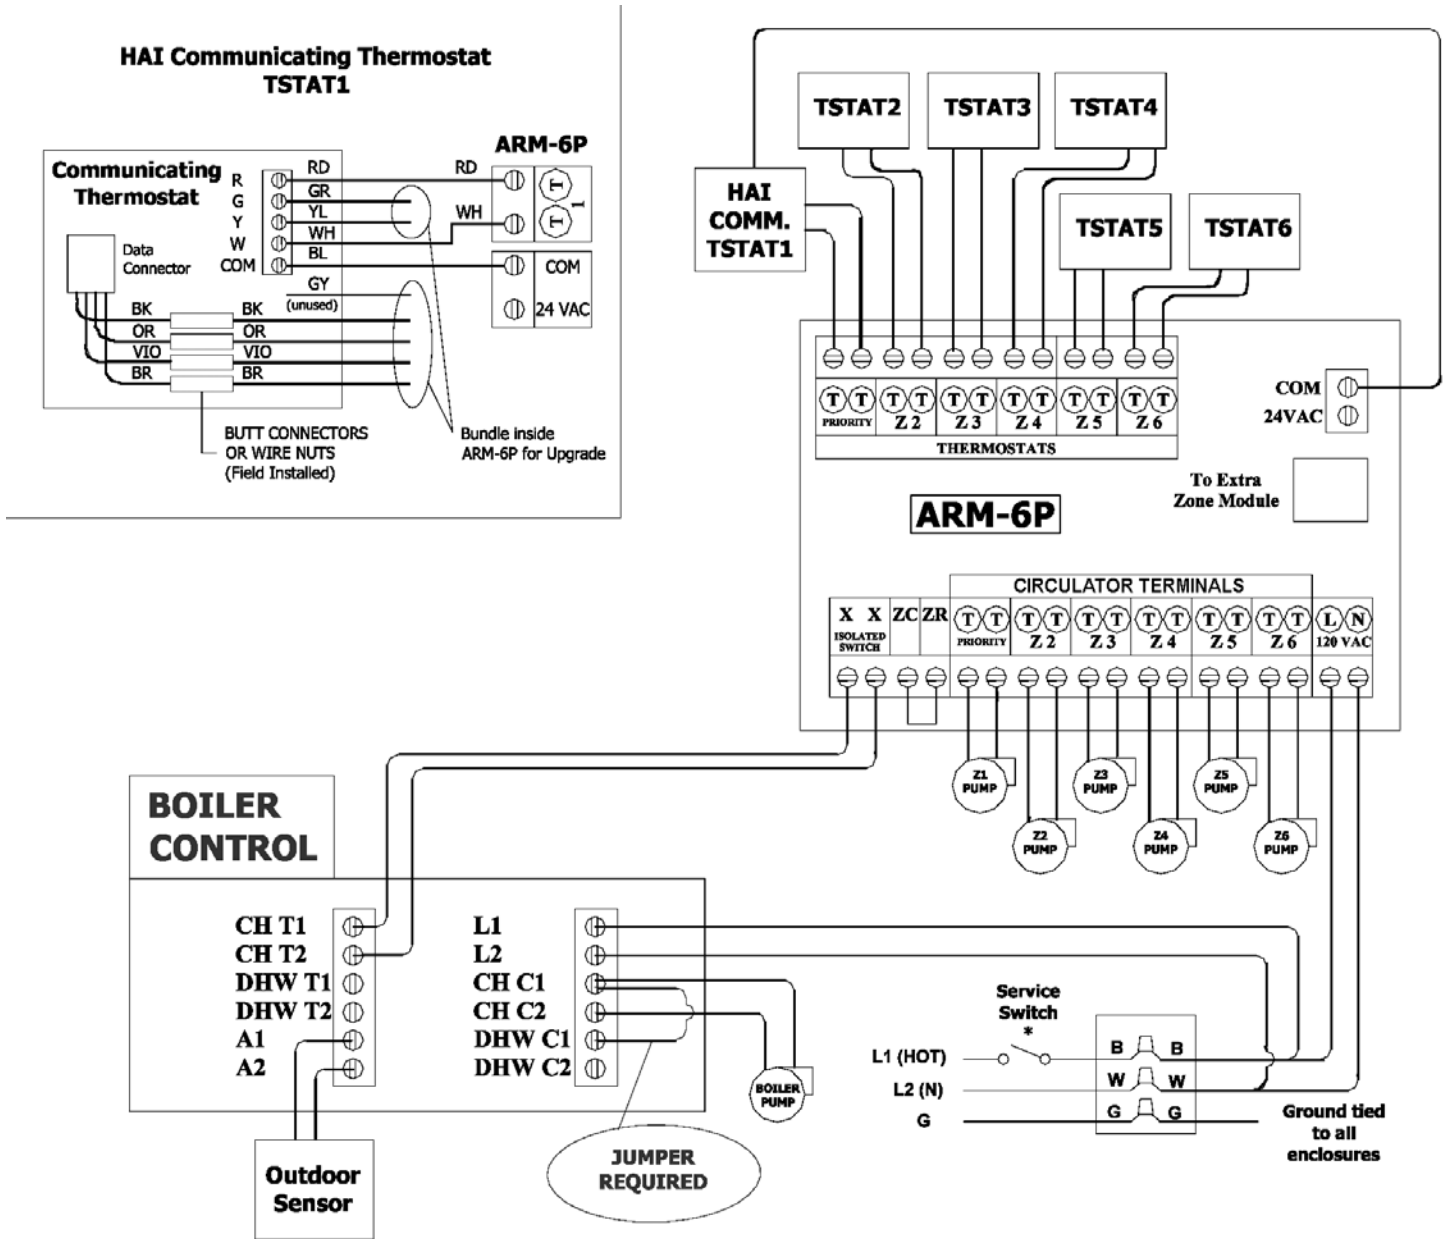 HAI Communicating Thermostat
TSTAT1
ARM-6P
Communicating
Thermostat
R
G
Y
W
COM
RD
GR
YL
WH
BL
GY
(unused)
RD
WH
T
T
1
COM
24 VAC
Data
Connector
BK
OR
VIO
BR
BK
OR
VIO
BR
BUTT CONNECTORS
OR WIRE NUTS
(Field Installed)
Bundle inside
ARM-6P for Upgrade
TSTAT2
TSTAT3
TSTAT4
HAI
COMM.
TSTAT1
TSTAT5
TSTAT6
T T T T T T T T T T T T
PRIORITY Z 2 Z 3 Z 4 Z 5 Z 6
THERMOSTATS
COM
24VAC
To Extra
Zone Module
ARM-6P
CIRCULATOR TERMINALS
X X ZC ZR T T T T T T T T T T T T L N
ISOLATED
SWITCH
PRIORITY Z 2 Z 3 Z 4 Z 5 Z 6 120 VAC
Z1
PUMP
Z2
PUMP
Z3
PUMP
Z4
PUMP
Z5
PUMP
Z6
PUMP
BOILER
CONTROL
CH T1
CH T2
DHW T1
DHW T2
A1
A2
L1
L2
CH C1
CH C2
DHW C1
DHW C2
Outdoor
Sensor
BOILER
PUMP
JUMPER
REQUIRED
Service
Switch
*
L1 (HOT)
L2 (N)
G
B B
W W
G G
Ground tied
to all
enclosures